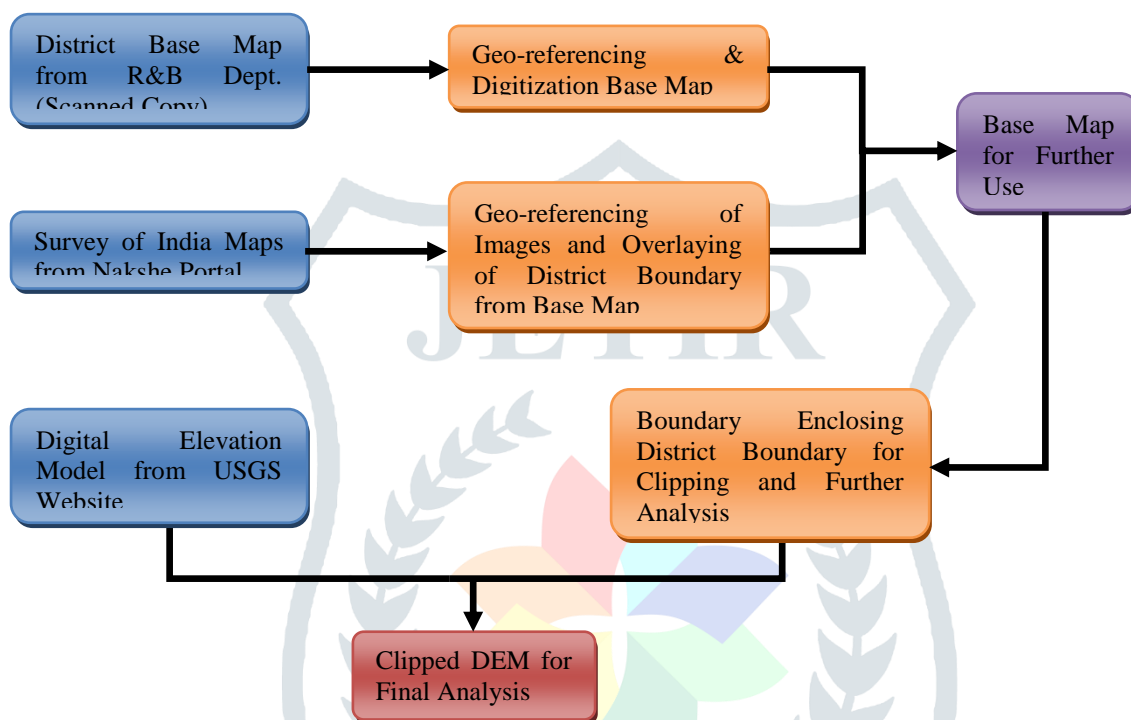 District Base Map
from R&B Dept.
(Scanned Copy)
Geo-referencing &
Digitization Base Map
Base Map
for Further
Use
Survey of India Maps
from Nakshe Portal
Geo-referencing of
Images and Overlaying
of District Boundary
from Base Map
JETIR
Digital Elevation
Model from USGS
Website
Boundary Enclosing
District Boundary for
Clipping and Further
Analysis
Clipped DEM for
Final Analysis